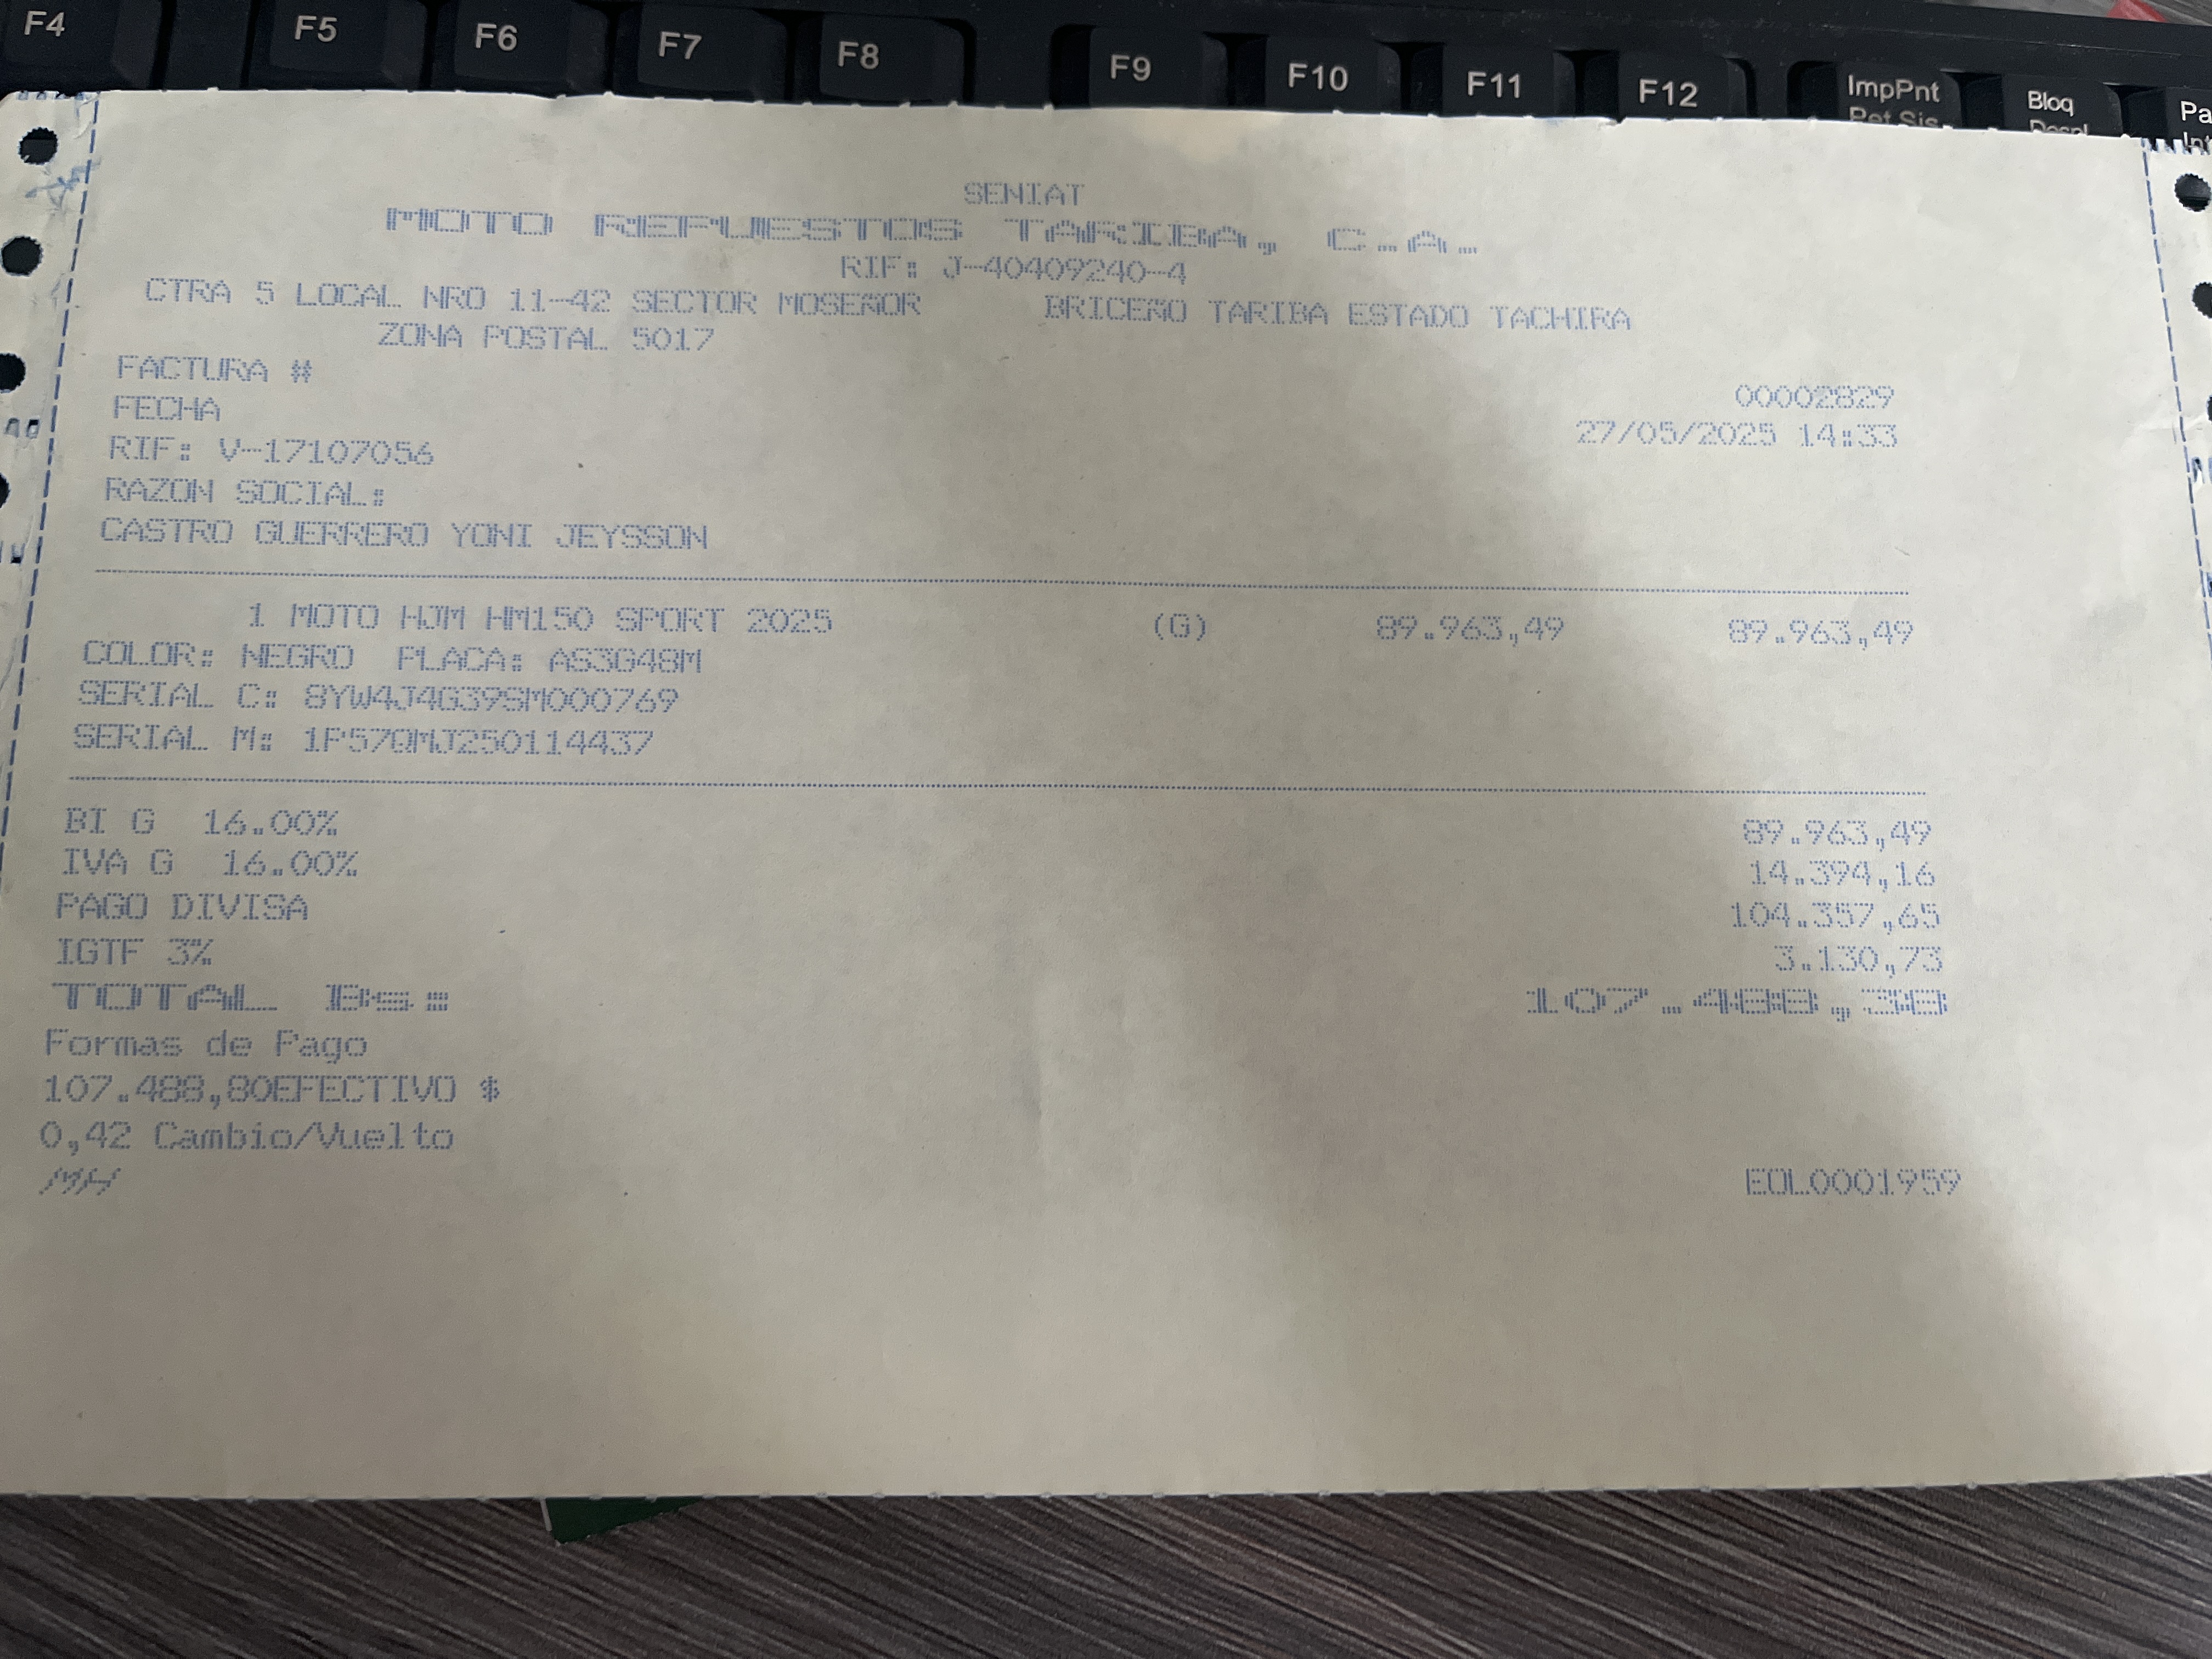 F4 F5 F6 F7 F8 F9 F10 F11 F12 ImpPnt Bloq
Pet Sis
SENIAT
MOTO REPUESTOS TARIBA, C.A.
RIF: J-40409240-4
CTRA 5 LOCAL NRO 11-42 SECTOR MOSEÑOR BRICEÑO TARIBA ESTADO TACHIRA
ZONA POSTAL 5017
FACTURA # 00002829
FECHA 27/05/2025 14:33
RIF: V-17107056
RAZON SOCIAL:
CASTRO GUERRERO YONI JEYSSON
1 MOTO HJM HM150 SPORT 2025 (G) 89.963,49 89.963,49
COLOR: NEGRO PLACA: AS3G48M
SERIAL C: 8YW4J4G39SM000769
SERIAL M: 1P57QMJ250114437
BI G 16.00% 89.963,49
IVA G 16.00% 14.394,16
PAGO DIVISA 104.357,65
IGTF 3% 3.130,73
TOTAL Bs: 107.488,38
Formas de Pago
107.488,80EFECTIVO $
0,42 Cambio/Vuelto
MH EOL0001959